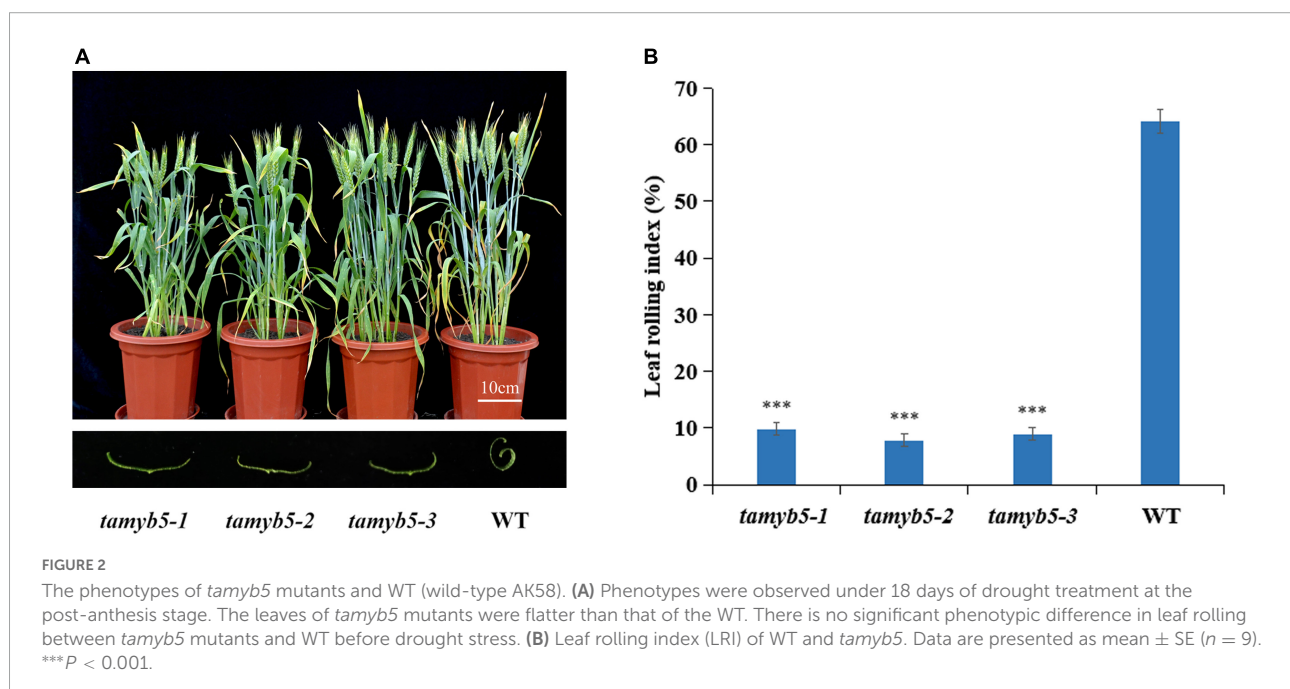 A
10cm
tamyb5-1 tamyb5-2 tamyb5-3 WT
B
Leaf rolling index (%)
70
60
50
40
30
20
10
0
***
***
***
tamyb5-1 tamyb5-2 tamyb5-3 WT
FIGURE 2
The phenotypes of tamyb5 mutants and WT (wild-type AK58). (A) Phenotypes were observed under 18 days of drought treatment at the
post-anthesis stage. The leaves of tamyb5 mutants were flatter than that of the WT. There is no significant phenotypic difference in leaf rolling
between tamyb5 mutants and WT before drought stress. (B) Leaf rolling index (LRI) of WT and tamyb5. Data are presented as mean ± SE (n = 9).
***P < 0.001.